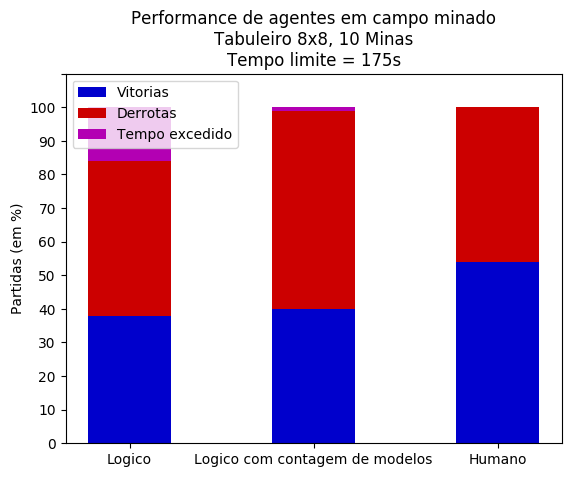 Performance de agentes em campo minado
Tabuleiro 8x8, 10 Minas
Tempo limite = 175s
Vitorias
Derrotas
Tempo excedido
Partidas (em %)
100
90
80
70
60
50
40
30
20
10
0
Logico
Logico com contagem de modelos
Humano